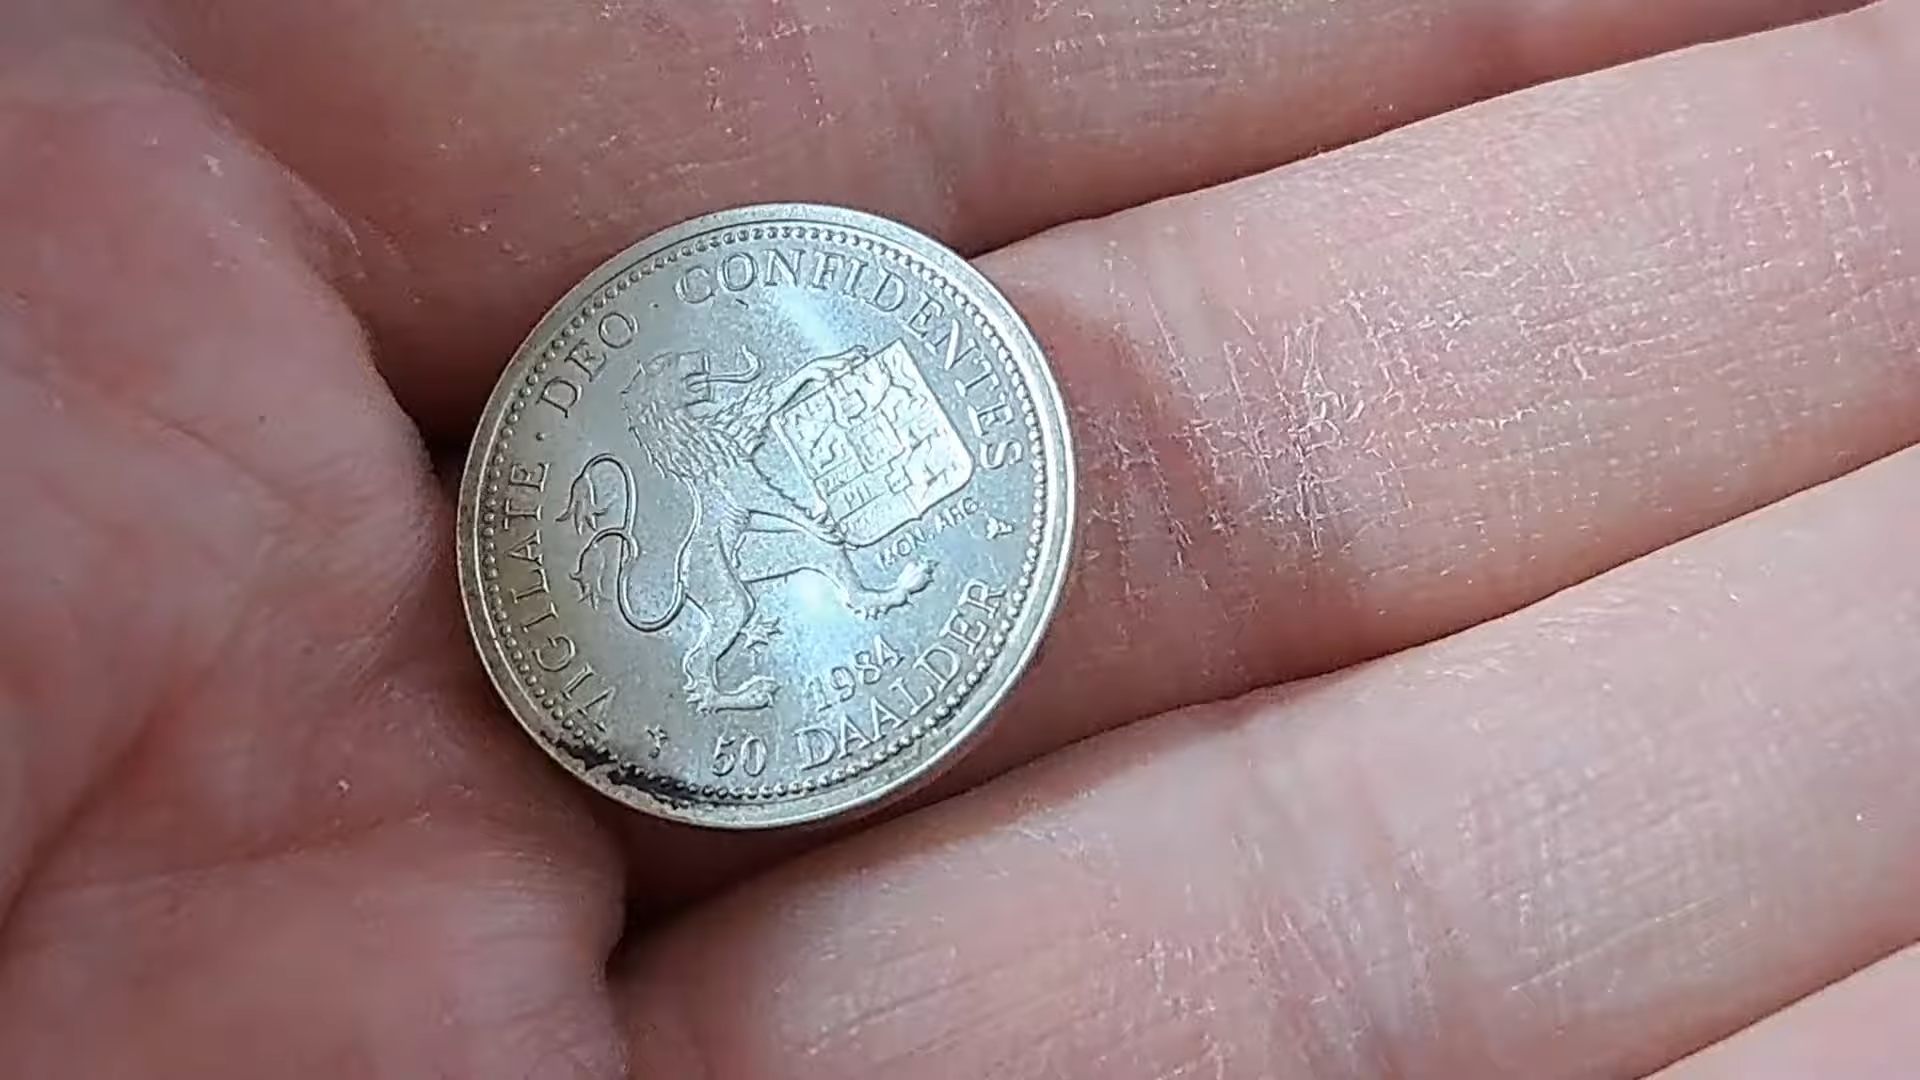 VIGILATE · DEO · CONFIDENTES
MON. ARG.
1984
50 DAALDER